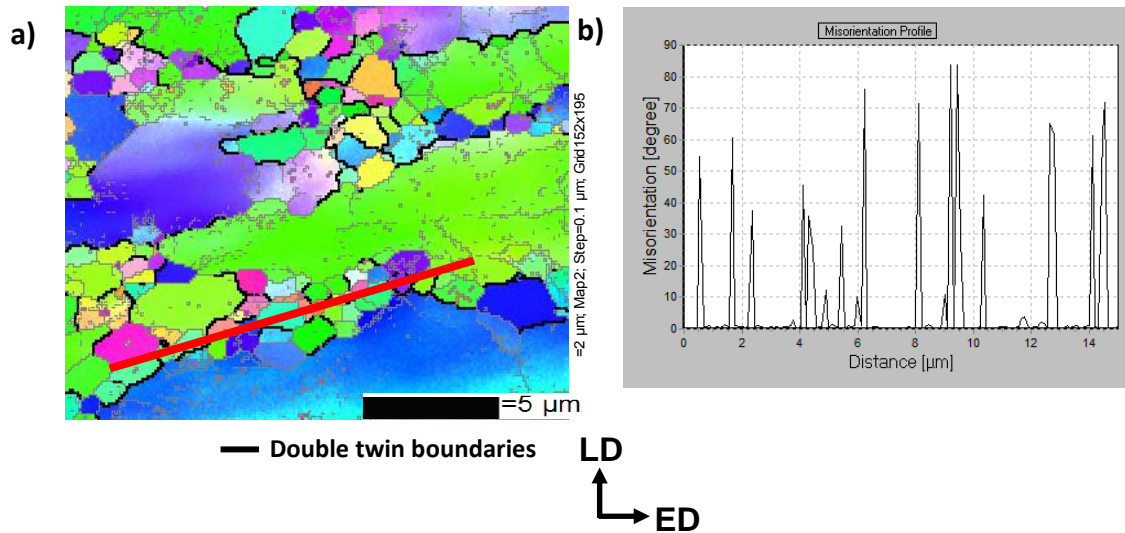 a)
=2 µm; Map2; Step=0.1 µm; Grid152x195
=5 µm
Double twin boundaries
b)
Misorientation Profile
Misorientation [degree]
90
80
70
60
50
40
30
20
10
0
0 2 4 6 8 10 12 14
Distance [µm]
LD
ED